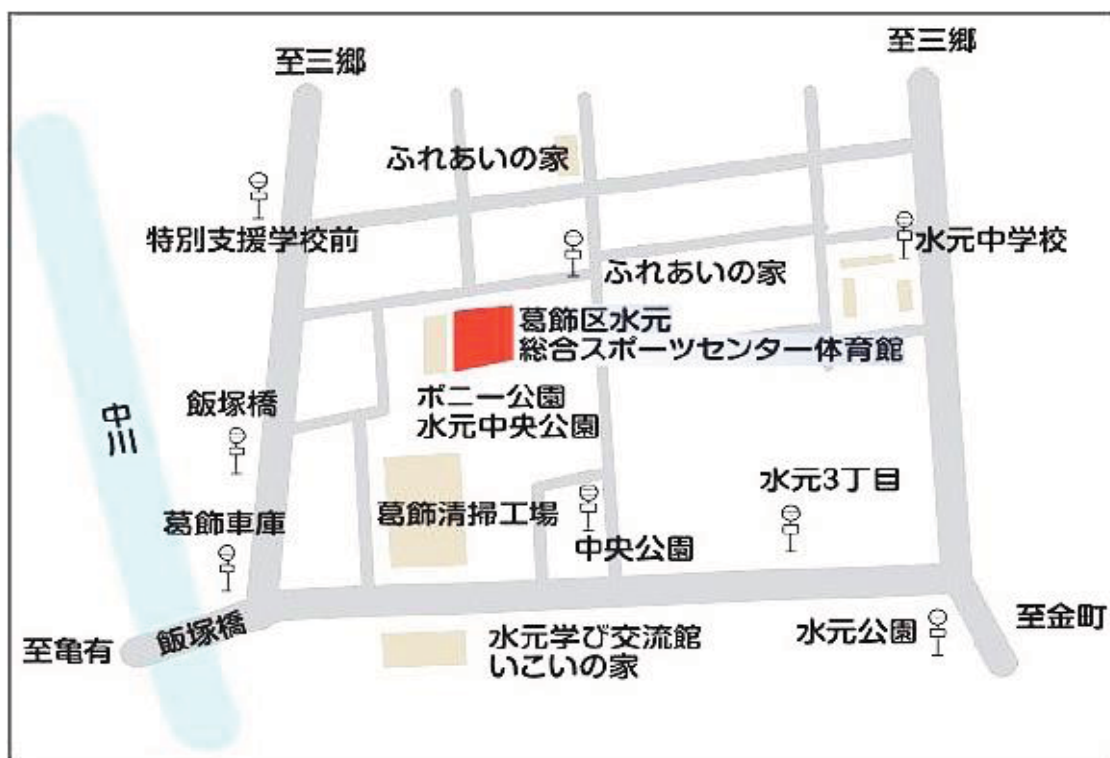 至三郷
至三郷
ふれあいの家
特別支援学校前
水元中学校
ふれあいの家
葛飾区水元
総合スポーツセンター体育館
ポニー公園
水元中央公園
飯塚橋
中川
水元3丁目
葛飾清掃工場
葛飾車庫
中央公園
飯塚橋
至亀有
水元学び交流館
いこいの家
水元公園
至金町